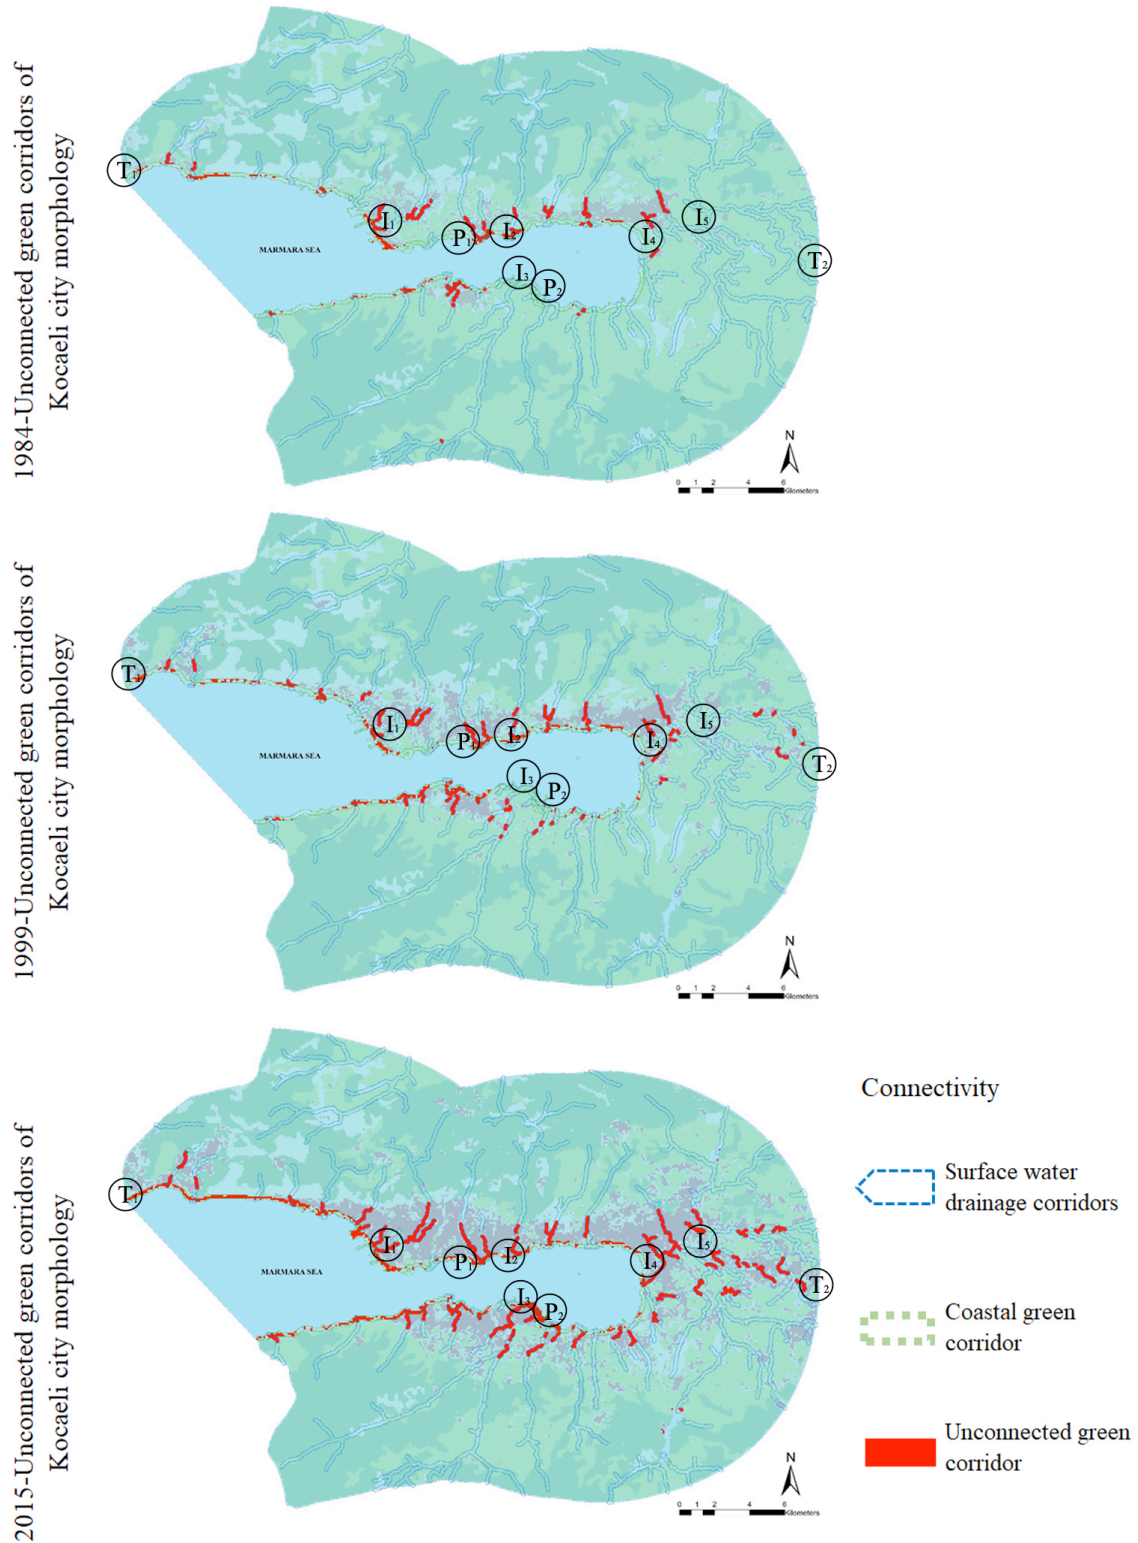 1984-Unconnected green corridors of
Kocaeli city morphology
T1
I1
P1
I2
I3
P2
I4
I5
T2
MARMARA SEA
N
0 1 2 4 6
Kilometers
1999-Unconnected green corridors of
Kocaeli city morphology
T
I1
P1
I2
I3
P2
I4
I5
T2
MARMARA SEA
N
0 1 2 4 6
Kilometers
2015-Unconnected green corridors of
Kocaeli city morphology
T1
I1
P1
I2
I3
P2
I4
I5
T2
MARMARA SEA
N
0 1 2 4 6
Kilometers
Connectivity
Surface water
drainage corridors
Coastal green
corridor
Unconnected green
corridor